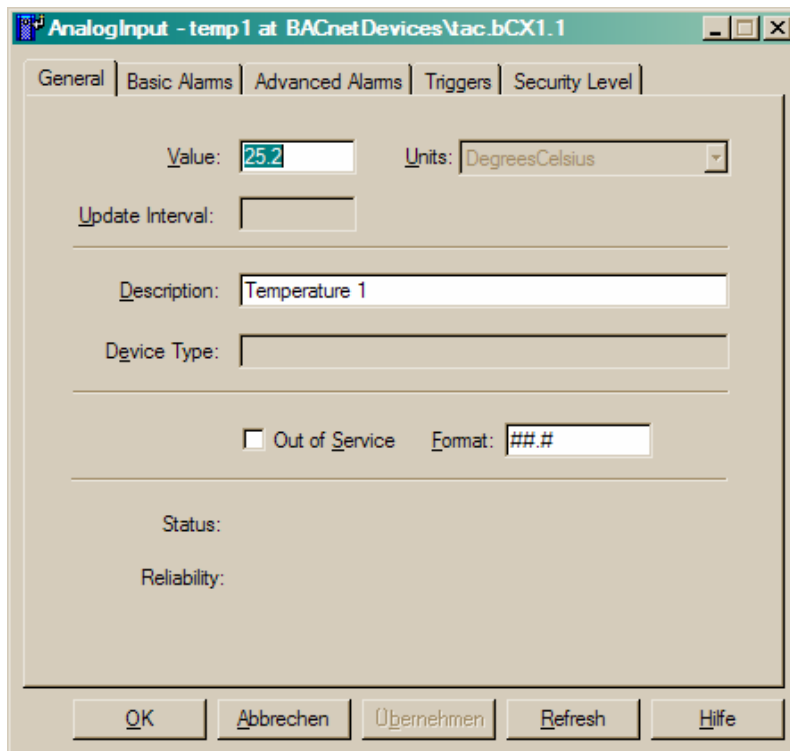 AnalogInput - temp1 at BACnetDevices\tac.bCX1.1
General Basic Alarms Advanced Alarms Triggers Security Level
Value: 25.2 Units: DegreesCelsius
Update Interval:
Description: Temperature 1
Device Type:
Out of Service Format: ##.#
Status:
Reliability:
OK Abbrechen Übernehmen Refresh Hilfe